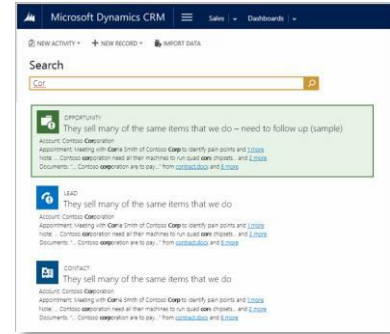 Microsoft Dynamics CRM Sales Dashboards
NEW ACTIVITY NEW RECORD IMPORT DATA
Search
Cor
OPPORTUNITY
They sell many of the same items that we do – need to follow up (sample)
Account: Contoso Corporation
Appointment: Meeting with Corrie Smith of Contoso Corp to identify pain points and 1 more
Note: ... Contoso corporation need all their machines to run quad core chipsets... and 2 more
Documents: "... Contoso corporation are to pay..." from contract.docx and 6 more
LEAD
They sell many of the same items that we do
Account: Contoso Corporation
Appointment: Meeting with Corrie Smith of Contoso Corp to identify pain points and 1 more
Note: ... Contoso corporation need all their machines to run quad core chipsets... and 2 more
Documents: "... Contoso corporation are to pay..." from contract.docx and 6 more
CONTACT
They sell many of the same items that we do
Account: Contoso Corporation
Appointment: Meeting with Corrie Smith of Contoso Corp to identify pain points and 1 more
Note: ... Contoso corporation need all their machines to run quad core chipsets... and 2 more
Documents: "... Contoso corporation are to pay..." from contract.docx and 6 more